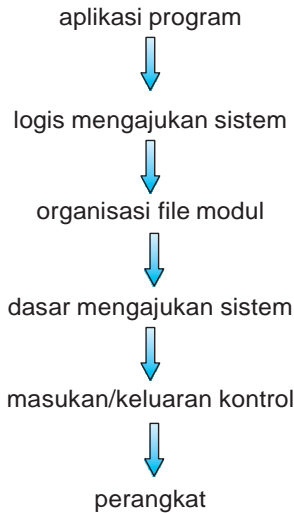 aplikasi program
logis mengajukan sistem
organisasi file modul
dasar mengajukan sistem
masukan/keluaran kontrol
perangkat